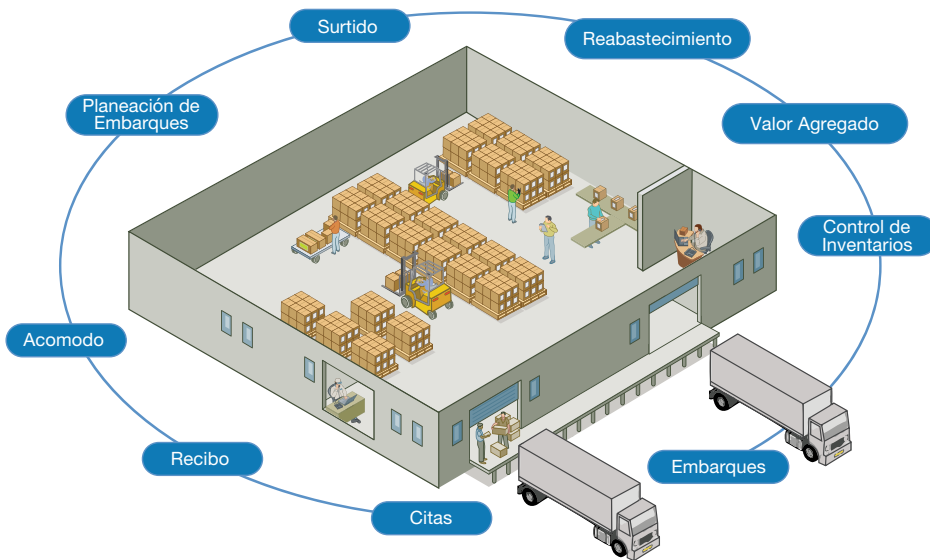 Surtido
Reabastecimiento
Planeación de
Embarques
Valor Agregado
Control de
Inventarios
Acomodo
Recibo
Embarques
Citas